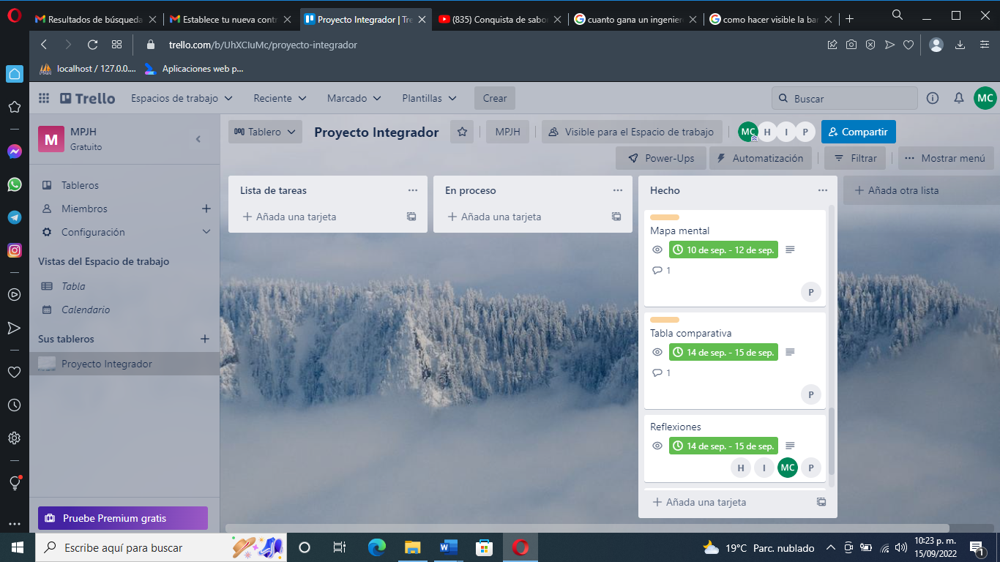 Resultados de búsqueda
Establece tu nueva cont
Proyecto Integrador | Tre
(835) Conquista de sabo
cuanto gana un ingenier
como hacer visible la ba
trello.com/b/UhXCIuMc/proyecto-integrador
localhost / 127.0.0....
Aplicaciones web p...
Trello
Espacios de trabajo
Reciente
Marcado
Plantillas
Crear
Buscar
MC
M
MPJH
Gratuito
Tablero
Proyecto Integrador
MPJH
Visible para el Espacio de trabajo
MC
H
I
P
Compartir
Power-Ups
Automatización
Filtrar
Mostrar menú
Tableros
Miembros
Configuración
Vistas del Espacio de trabajo
Tabla
Calendario
Sus tableros
Proyecto Integrador
Pruebe Premium gratis
Lista de tareas
Añada una tarjeta
En proceso
Añada una tarjeta
Hecho
Mapa mental
10 de sep. - 12 de sep.
1
P
Tabla comparativa
14 de sep. - 15 de sep.
1
P
Reflexiones
14 de sep. - 15 de sep.
H
I
MC
P
Añada una tarjeta
Añada otra lista
Escribe aquí para buscar
19°C Parc. nublado
10:23 p. m.
15/09/2022
1